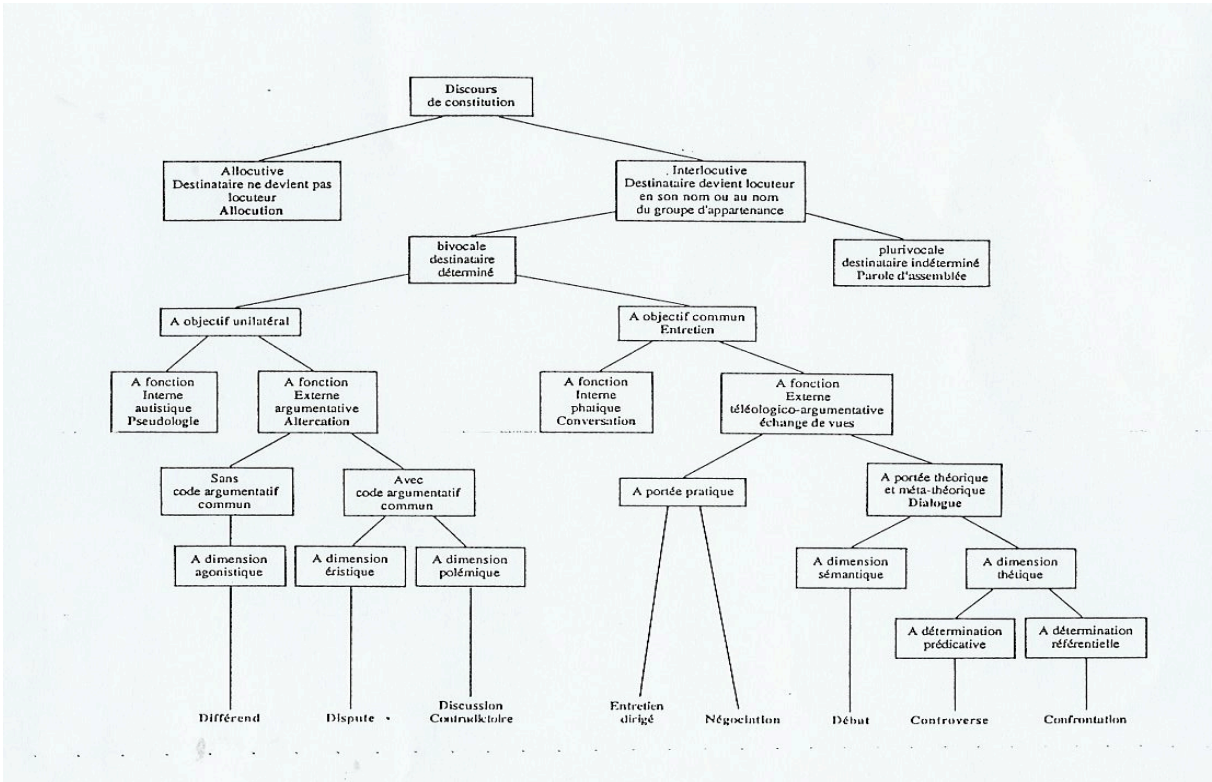 Discours
de constitution
Allocutive
Destinataire ne devient pas
locuteur
Allocution
Interlocutive
Destinataire devient locuteur
en son nom ou au nom
du groupe d'appartenance
bivocale
destinataire
déterminé
plurivocale
destinataire indéterminé
Parole d'assemblée
A objectif unilatéral
A objectif commun
Entretien
A fonction
Interne
autistique
Pseudologie
A fonction
Externe
argumentative
Altercation
A fonction
Interne
phatique
Conversation
A fonction
Externe
téléologico-argumentative
échange de vues
Sans
code argumentatif
commun
Avec
code argumentatif
commun
A portée pratique
A portée théorique
et méta-théorique
Dialogue
A dimension
agonistique
A dimension
éristique
A dimension
polémique
A dimension
sémantique
A dimension
thétique
A détermination
prédicative
A détermination
référentielle
Différend
Dispute
Discussion
Contradictoire
Entretien
dirigé
Négociation
Débat
Controverse
Confrontation